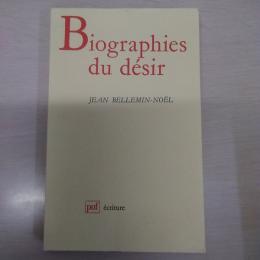 Biographies
du désir
JEAN BELLEMIN-NOËL
puf écriture